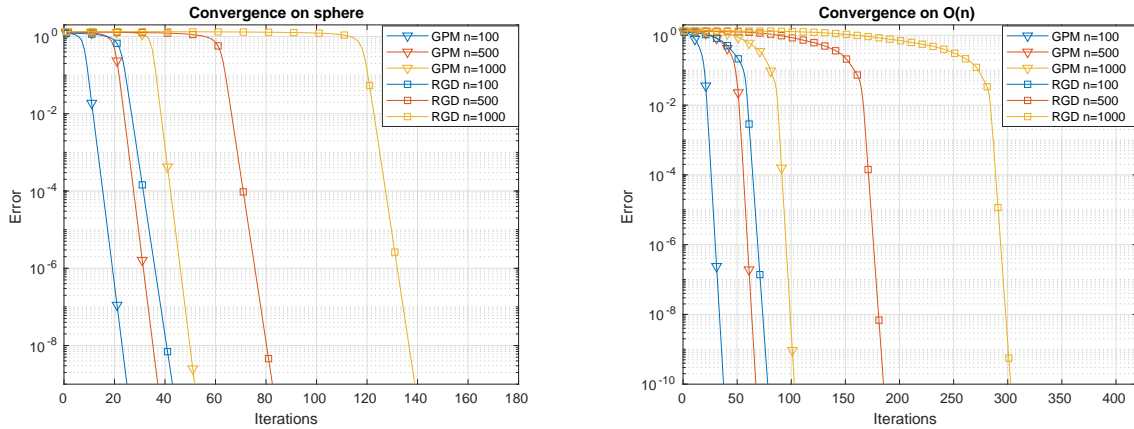 Convergence on sphere
10^0
10^-2
10^-4
10^-6
10^-8
Error
0 20 40 60 80 100 120 140 160 180
Iterations
GPM n=100
GPM n=500
GPM n=1000
RGD n=100
RGD n=500
RGD n=1000
Convergence on O(n)
10^0
10^-2
10^-4
10^-6
10^-8
10^-10
Error
0 50 100 150 200 250 300 350 400
Iterations
GPM n=100
GPM n=500
GPM n=1000
RGD n=100
RGD n=500
RGD n=1000